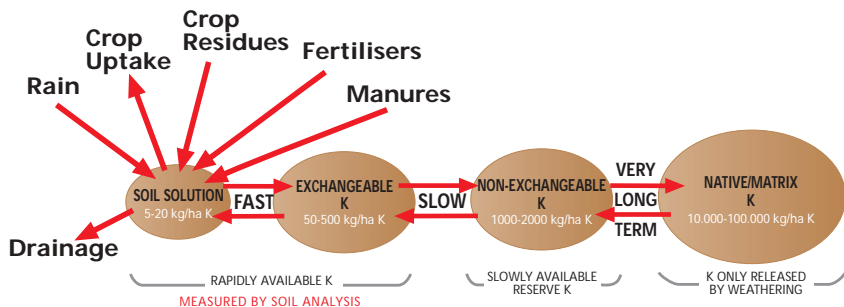 Crop
Uptake
Crop
Residues
Fertilisers
Rain
Manures
SOIL SOLUTION
5-20 kg/ha K
FAST
EXCHANGEABLE
K
50-500 kg/ha K
SLOW
NON-EXCHANGEABLE
K
1000-2000 kg/ha K
VERY
LONG
TERM
NATIVE/MATRIX
K
10.000-100.000 kg/ha K
Drainage
RAPIDLY AVAILABLE K
MEASURED BY SOIL ANALYSIS
SLOWLY AVAILABLE
RESERVE K
K ONLY RELEASED
BY WEATHERING